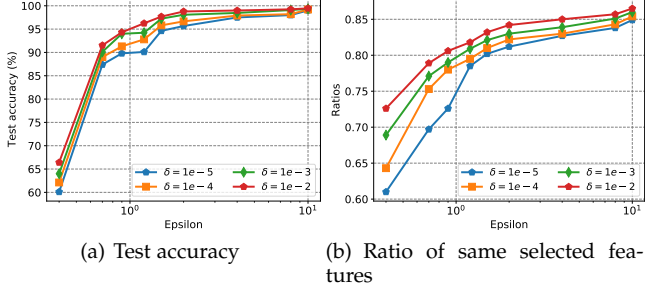 100
95
90
85
80
75
70
65
60
Test accuracy (%)
δ = 1e − 5
δ = 1e − 4
δ = 1e − 3
δ = 1e − 2
10⁰
10¹
Epsilon
(a) Test accuracy
0.85
0.80
0.75
0.70
0.65
0.60
Ratios
δ = 1e − 5
δ = 1e − 4
δ = 1e − 3
δ = 1e − 2
10⁰
10¹
Epsilon
(b) Ratio of same selected fea-
tures